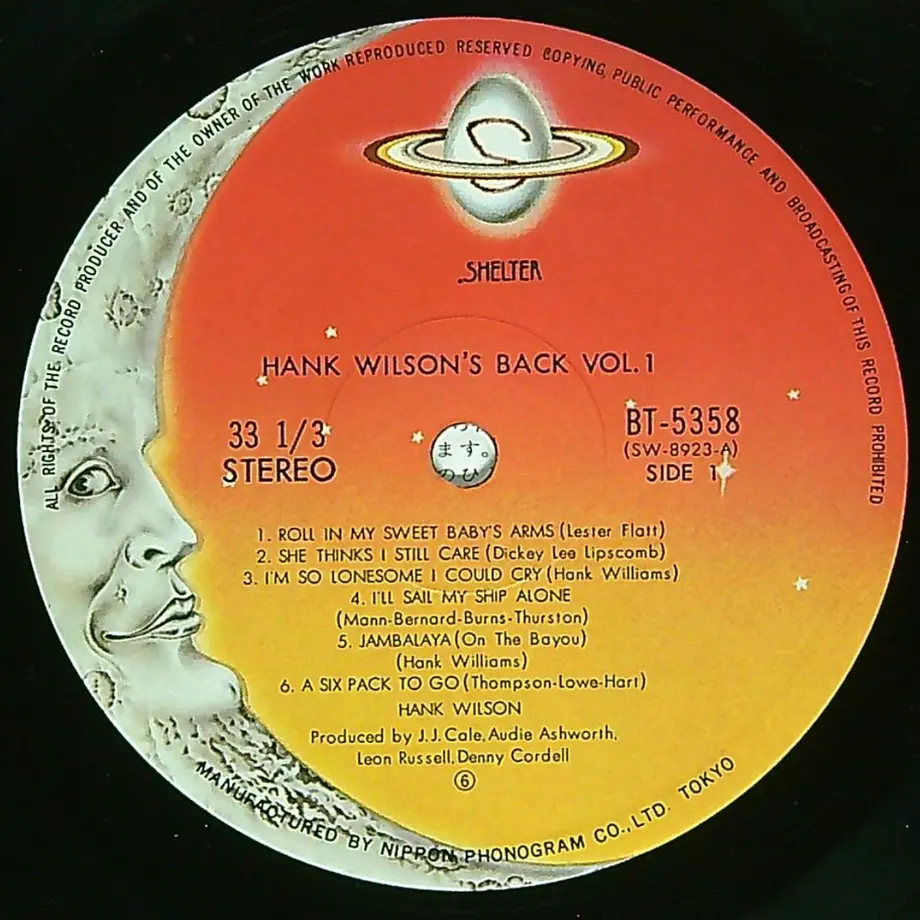 ALL RIGHTS OF THE RECORD PRODUCER AND OF THE OWNER OF THE WORK REPRODUCED RESERVED COPYING, PUBLIC PERFORMANCE AND BROADCASTING OF THIS RECORD PROHIBITED
S
SHELTER
HANK WILSON'S BACK VOL.1
33 1/3
STEREO
BT-5358
(SW-8923-A)
SIDE 1
ます。
のひ
1. ROLL IN MY SWEET BABY'S ARMS (Lester Flatt)
2. SHE THINKS I STILL CARE (Dickey Lee Lipscomb)
3. I'M SO LONESOME I COULD CRY (Hank Williams)
4. I'LL SAIL MY SHIP ALONE
(Mann-Bernard-Burns-Thurston)
5. JAMBALAYA (On The Bayou)
(Hank Williams)
6. A SIX PACK TO GO (Thompson-Lowe-Hart)
HANK WILSON
Produced by J.J. Cale, Audie Ashworth,
Leon Russell, Denny Cordell
⑥
MANUFACTURED BY NIPPON PHONOGRAM CO., LTD. TOKYO